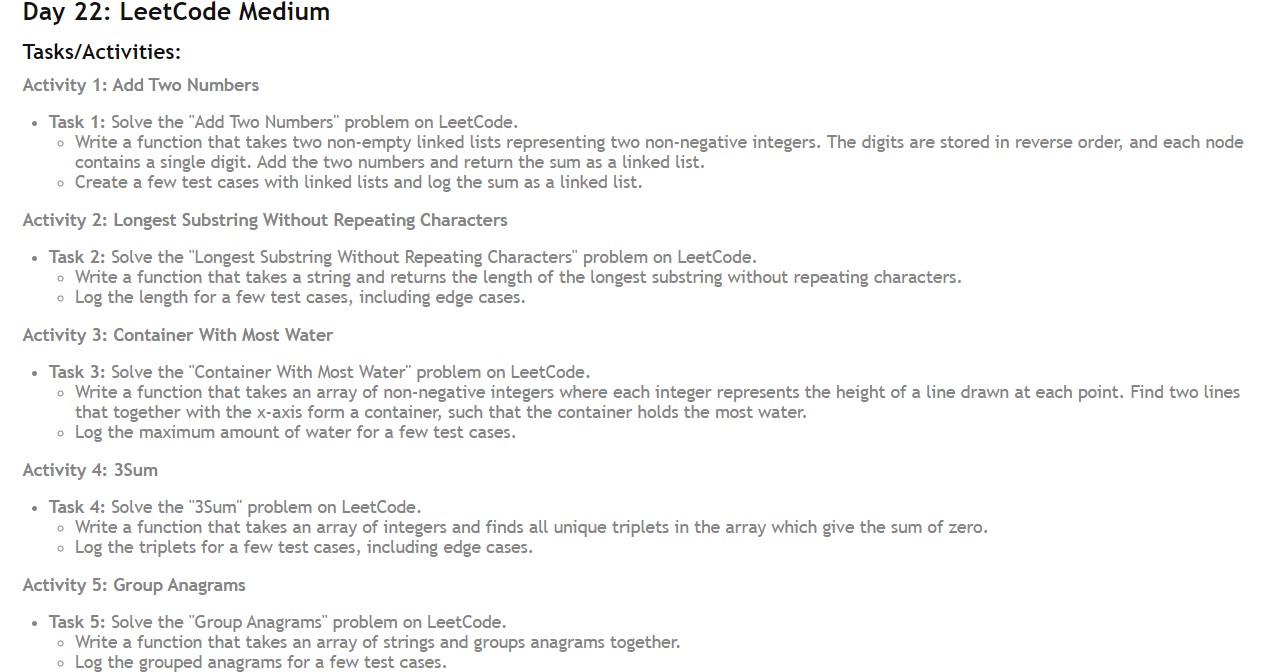 Day 22: LeetCode Medium
Tasks/Activities:
Activity 1: Add Two Numbers
• Task 1: Solve the "Add Two Numbers" problem on LeetCode.
◦ Write a function that takes two non-empty linked lists representing two non-negative integers. The digits are stored in reverse order, and each node
contains a single digit. Add the two numbers and return the sum as a linked list.
◦ Create a few test cases with linked lists and log the sum as a linked list.
Activity 2: Longest Substring Without Repeating Characters
• Task 2: Solve the "Longest Substring Without Repeating Characters" problem on LeetCode.
◦ Write a function that takes a string and returns the length of the longest substring without repeating characters.
◦ Log the length for a few test cases, including edge cases.
Activity 3: Container With Most Water
• Task 3: Solve the "Container With Most Water" problem on LeetCode.
◦ Write a function that takes an array of non-negative integers where each integer represents the height of a line drawn at each point. Find two lines
that together with the x-axis form a container, such that the container holds the most water.
◦ Log the maximum amount of water for a few test cases.
Activity 4: 3Sum
• Task 4: Solve the "3Sum" problem on LeetCode.
◦ Write a function that takes an array of integers and finds all unique triplets in the array which give the sum of zero.
◦ Log the triplets for a few test cases, including edge cases.
Activity 5: Group Anagrams
• Task 5: Solve the "Group Anagrams" problem on LeetCode.
◦ Write a function that takes an array of strings and groups anagrams together.
◦ Log the grouped anagrams for a few test cases.